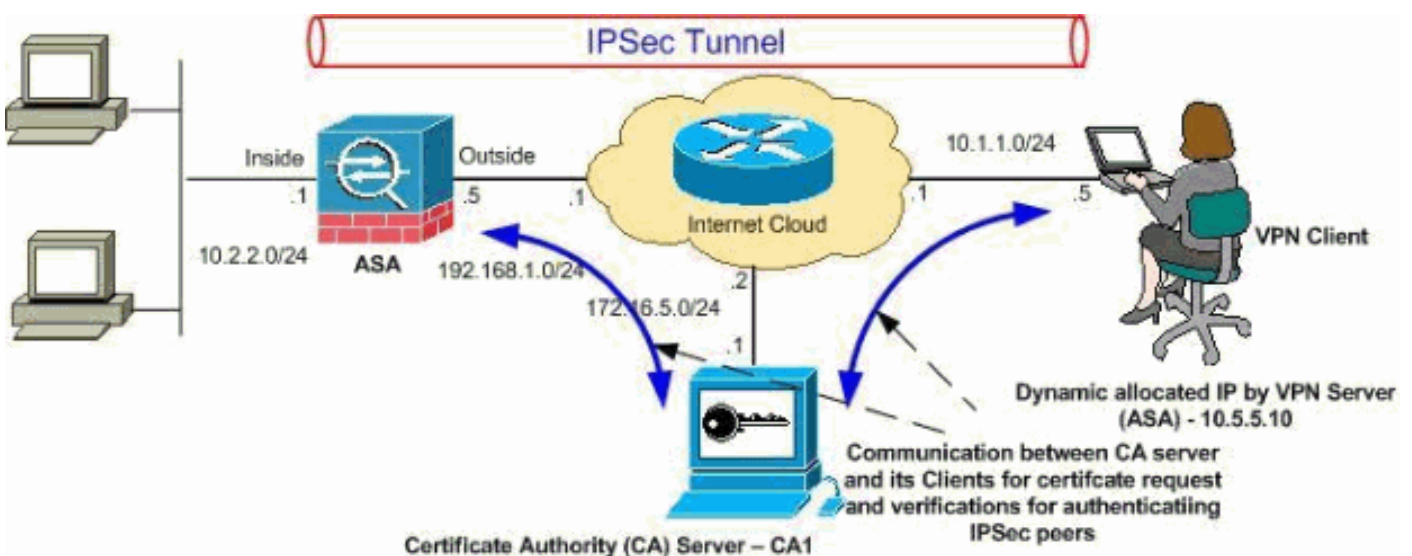 IPSec Tunnel
Inside
Outside
10.1.1.0/24
.1
.5
.1
.1
.5
Internet Cloud
VPN Client
10.2.2.0/24
ASA
192.168.1.0/24
.2
172.16.5.0/24
.1
Dynamic allocated IP by VPN Server
(ASA) - 10.5.5.10
Communication between CA server
and its Clients for certifcate request
and verifications for authenticatiing
IPSec peers
Certificate Authority (CA) Server – CA1